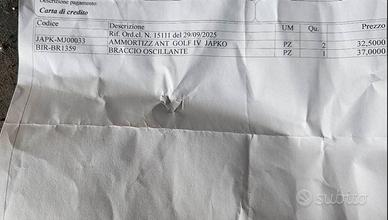 Descrizione pagamento:
Carta di credito
Codice Descrizione UM Qu. Prezzo
Rif. Ord.cl. N. 15111 del 29/09/2025
JAPK-MJ00033 AMMORTIZZ ANT GOLF IV JAPKO PZ 2 32,5000
BIR-BR1359 BRACCIO OSCILLANTE PZ 1 37,0000
subito